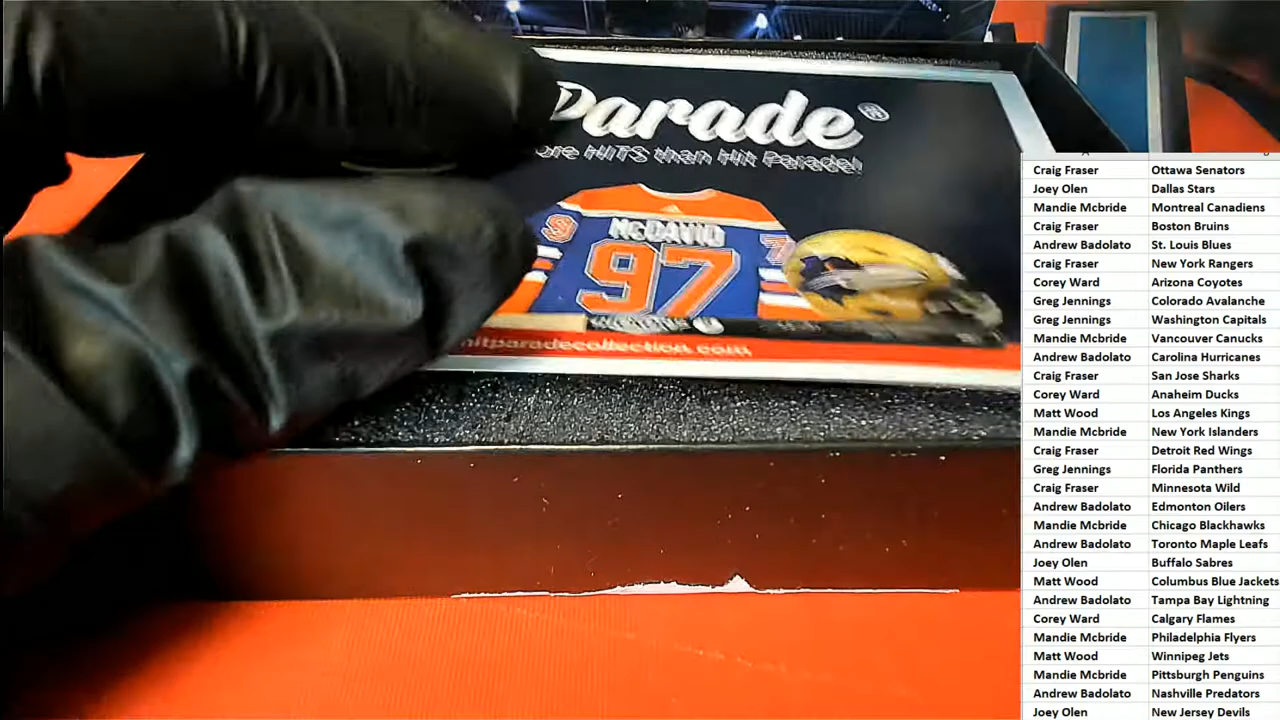 Parade
HITS than Hit Parade!
MCDAVID
9
97
7
hitparadecollection.com
Craig Fraser Ottawa Senators
Joey Olen Dallas Stars
Mandie Mcbride Montreal Canadiens
Craig Fraser Boston Bruins
Andrew Badolato St. Louis Blues
Craig Fraser New York Rangers
Corey Ward Arizona Coyotes
Greg Jennings Colorado Avalanche
Greg Jennings Washington Capitals
Mandie Mcbride Vancouver Canucks
Andrew Badolato Carolina Hurricanes
Craig Fraser San Jose Sharks
Corey Ward Anaheim Ducks
Matt Wood Los Angeles Kings
Mandie Mcbride New York Islanders
Craig Fraser Detroit Red Wings
Greg Jennings Florida Panthers
Craig Fraser Minnesota Wild
Andrew Badolato Edmonton Oilers
Mandie Mcbride Chicago Blackhawks
Andrew Badolato Toronto Maple Leafs
Joey Olen Buffalo Sabres
Matt Wood Columbus Blue Jackets
Andrew Badolato Tampa Bay Lightning
Corey Ward Calgary Flames
Mandie Mcbride Philadelphia Flyers
Matt Wood Winnipeg Jets
Mandie Mcbride Pittsburgh Penguins
Andrew Badolato Nashville Predators
Joey Olen New Jersey Devils